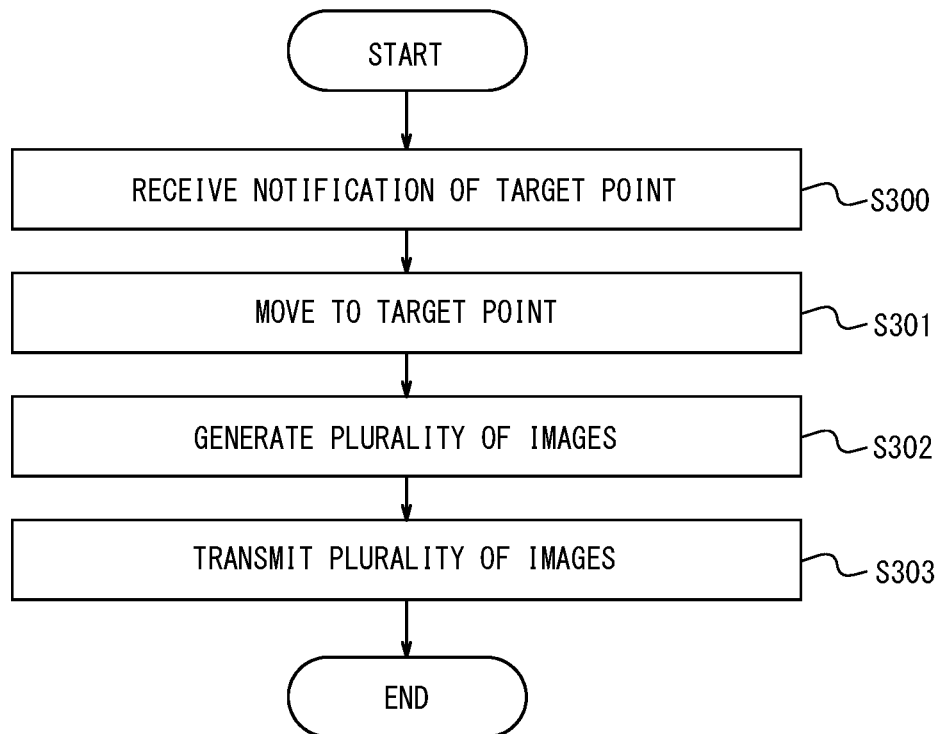 START
RECEIVE NOTIFICATION OF TARGET POINT
S300
MOVE TO TARGET POINT
S301
GENERATE PLURALITY OF IMAGES
S302
TRANSMIT PLURALITY OF IMAGES
S303
END